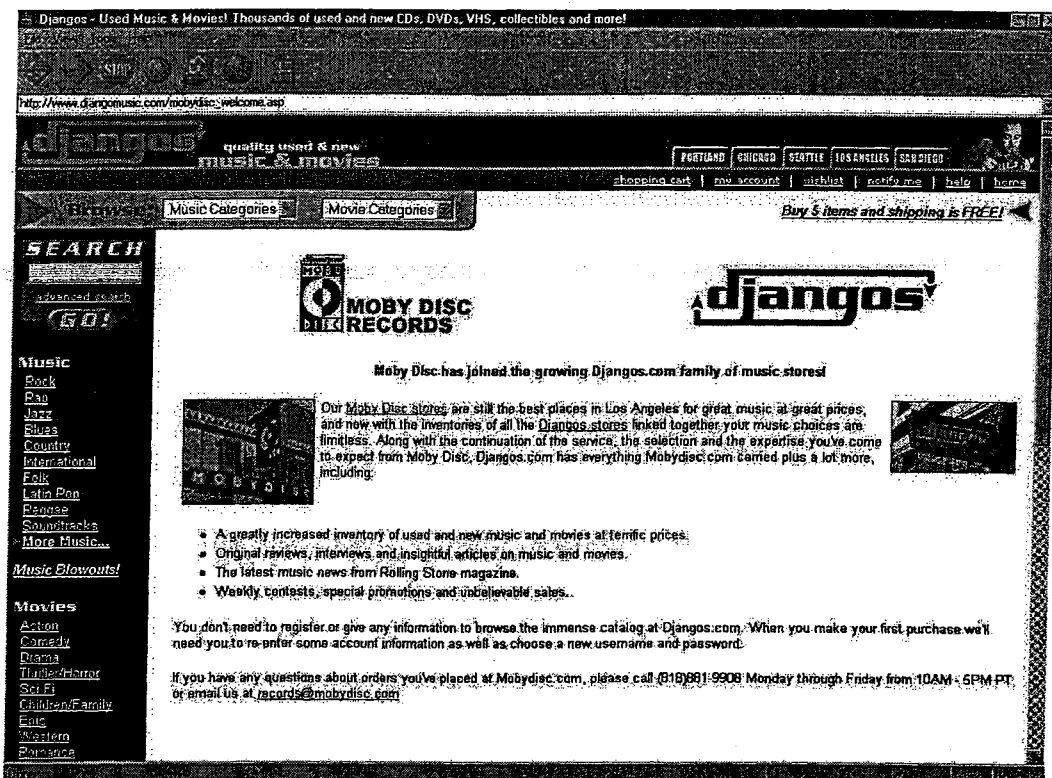 Djangos - Used Music & Movies! Thousands of used and new CDs, DVDs, VHS, collectibles and more!
STOP
http://www.djangomusic.com/mobydisc_welcome.asp
djangos
quality used & new
music & movies
PORTLAND CHICAGO SEATTLE LOS ANGELES SAN DIEGO
shopping cart | my account | wishlist | notify me | help | home
Browse: Music Categories Movie Categories
Buy 5 items and shipping is FREE!
SEARCH
advanced search
GO!
Music
Rock
Rap
Jazz
Blues
Country
International
Folk
Latin Pop
Reggae
Soundtracks
More Music...
Music Blowouts!
Movies
Action
Comedy
Drama
Thriller/Horror
Sci Fi
Children/Family
Epic
Western
Romance
MOBY
DISC
MOBY DISC
RECORDS
djangos
Moby Disc has joined the growing Djangos.com family of music stores!
MOBY DISC
Our Moby Disc stores are still the best places in Los Angeles for great music at great prices,
and now with the inventories of all the Djangos stores linked together your music choices are
limitless. Along with the continuation of the service, the selection and the expertise you've come
to expect from Moby Disc, Djangos.com has everything Mobydisc.com carried plus a lot more,
including:
• A greatly increased inventory of used and new music and movies at terrific prices.
• Original reviews, interviews and insightful articles on music and movies.
• The latest music news from Rolling Stone magazine.
• Weekly contests, special promotions and unbelievable sales..
You don't need to register or give any information to browse the immense catalog at Djangos.com. When you make your first purchase we'll
need you to re-enter some account information as well as choose a new username and password.
If you have any questions about orders you've placed at Mobydisc.com, please call (818)881-9908 Monday through Friday from 10AM - 5PM PT
or email us at records@mobydisc.com